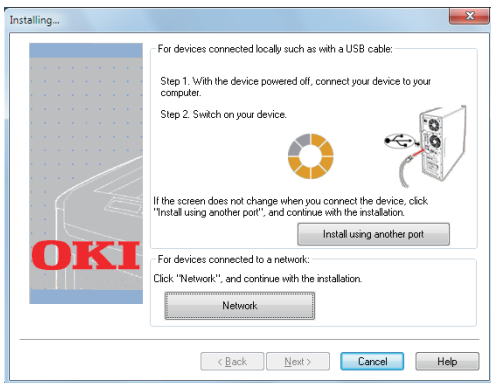 Installing...
For devices connected locally such as with a USB cable:
Step 1. With the device powered off, connect your device to your
computer.
Step 2. Switch on your device.
If the screen does not change when you connect the device, click
"Install using another port", and continue with the installation.
Install using another port
OKI
For devices connected to a network:
Click "Network", and continue with the installation.
Network
< Back
Next >
Cancel
Help